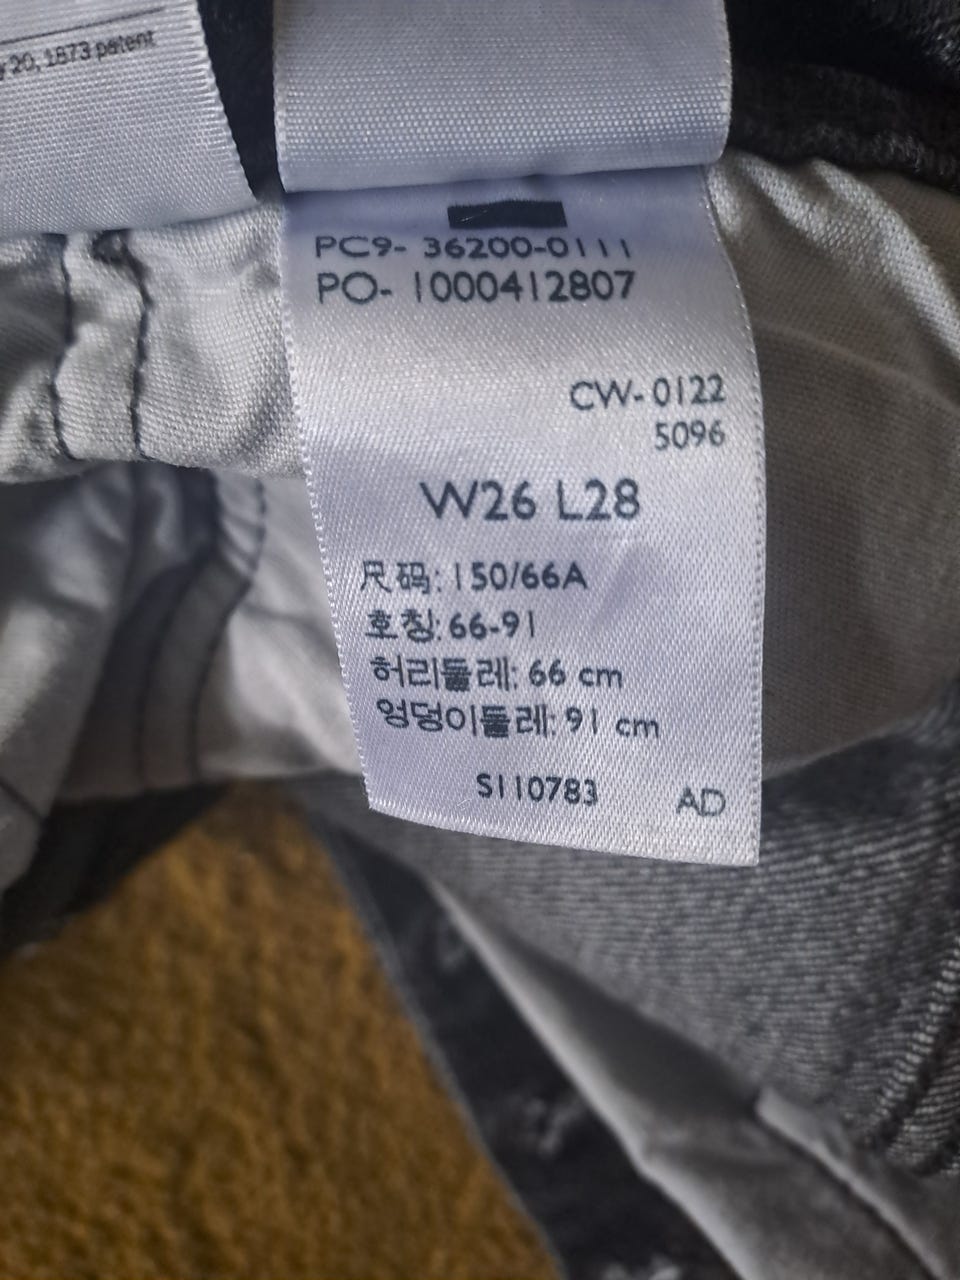 y 20, 1873 patent
PC9- 36200-0111
PO- 1000412807
CW- 0122
5096
W26 L28
尺码: 150/66A
호칭: 66-91
허리둘레: 66 cm
엉덩이둘레: 91 cm
S110783 AD